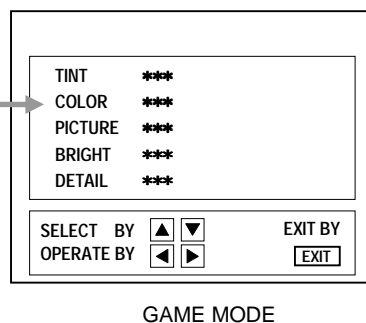 TINT ***
COLOR ***
PICTURE ***
BRIGHT ***
DETAIL ***
SELECT BY ▲ ▼ EXIT BY
OPERATE BY ◀ ▶ EXIT
GAME MODE